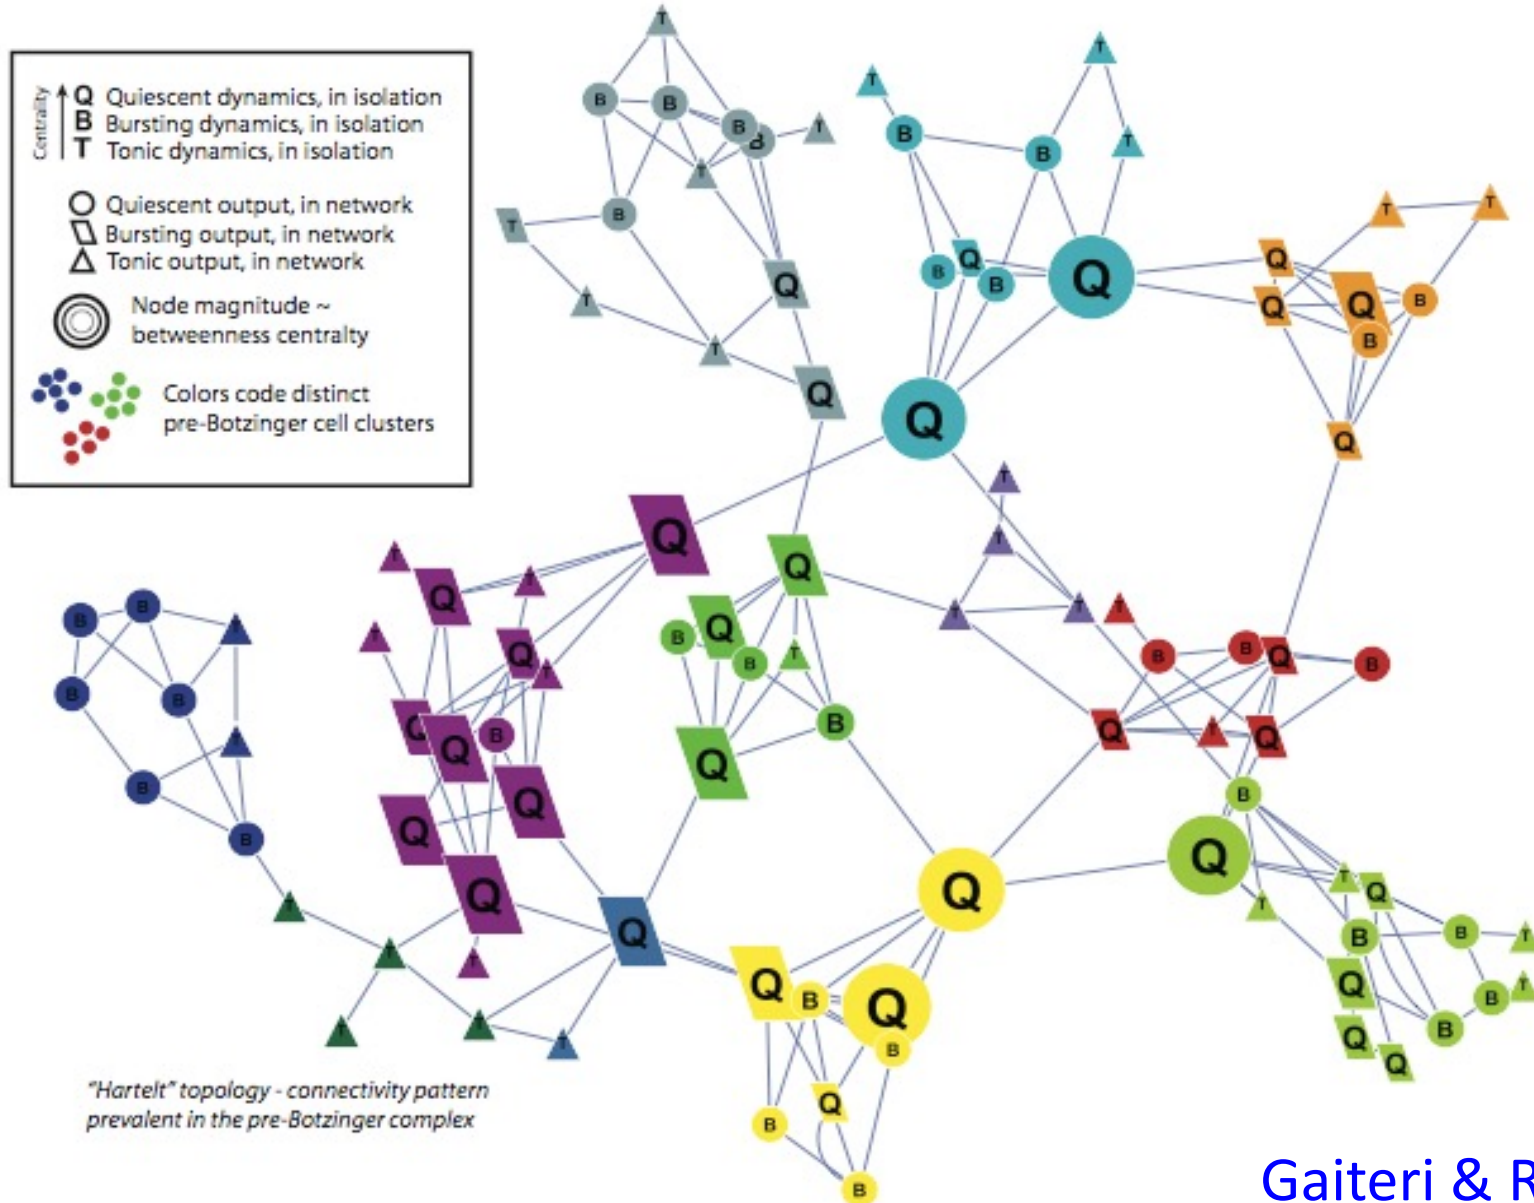 Centrality
Q Quiescent dynamics, in isolation
B Bursting dynamics, in isolation
T Tonic dynamics, in isolation
Quiescent output, in network
Bursting output, in network
Tonic output, in network
Node magnitude ~
betweenness centralty
Colors code distinct
pre-Botzinger cell clusters
T
B B B B T
T
T B
T
Q
T
Q
T
T
B B T
B Q B Q
Q
T T
Q Q Q B
B
Q
Q
T Q T
T Q T
Q Q B
Q Q
Q
T
Q
Q
B B T
Q
B
T
T
T T
T
B B Q B
Q T Q
B B T
B B
T
B
B
T
T
T T
Q
T
Q
Q B Q
B
Q
B
B
B
Q
T Q
T
B B T
Q B T
Q B
Q
"Hartelt" topology - connectivity pattern
prevalent in the pre-Botzinger complex
Gaiteri & R